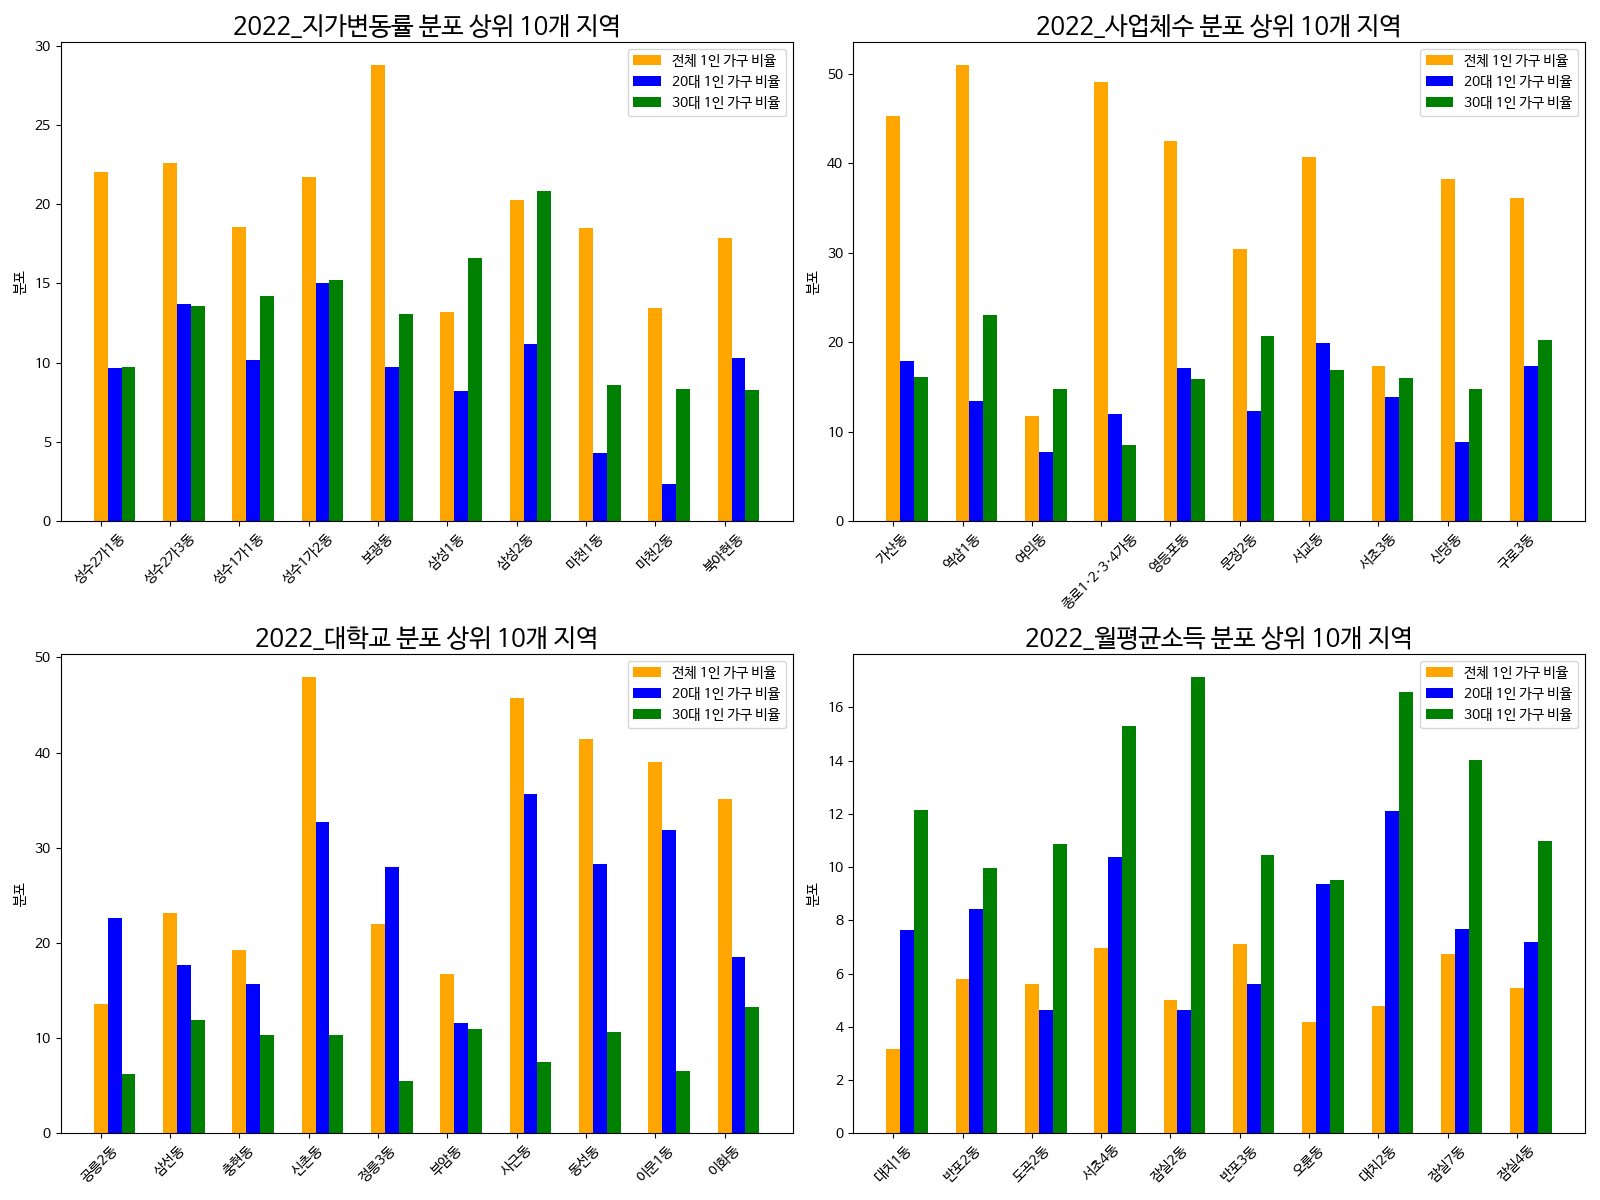 2022_지가변동률 분포 상위 10개 지역
분포
30
25
20
15
10
5
0
전체 1인 가구 비율
20대 1인 가구 비율
30대 1인 가구 비율
성수2가1동
성수2가3동
성수1가1동
성수1가2동
보광동
삼성1동
삼성2동
마천1동
마천2동
북아현동
2022_사업체수 분포 상위 10개 지역
분포
50
40
30
20
10
0
전체 1인 가구 비율
20대 1인 가구 비율
30대 1인 가구 비율
가산동
역삼1동
여의동
종로1·2·3·4가동
영등포동
문정2동
서교동
서초3동
신당동
구로3동
2022_대학교 분포 상위 10개 지역
분포
50
40
30
20
10
0
전체 1인 가구 비율
20대 1인 가구 비율
30대 1인 가구 비율
공릉2동
삼선동
충현동
신촌동
정릉3동
부암동
사근동
동선동
이문1동
이화동
2022_월평균소득 분포 상위 10개 지역
분포
16
14
12
10
8
6
4
2
0
전체 1인 가구 비율
20대 1인 가구 비율
30대 1인 가구 비율
대치1동
반포2동
도곡2동
서초4동
잠실2동
반포3동
오륜동
대치2동
잠실7동
잠실4동